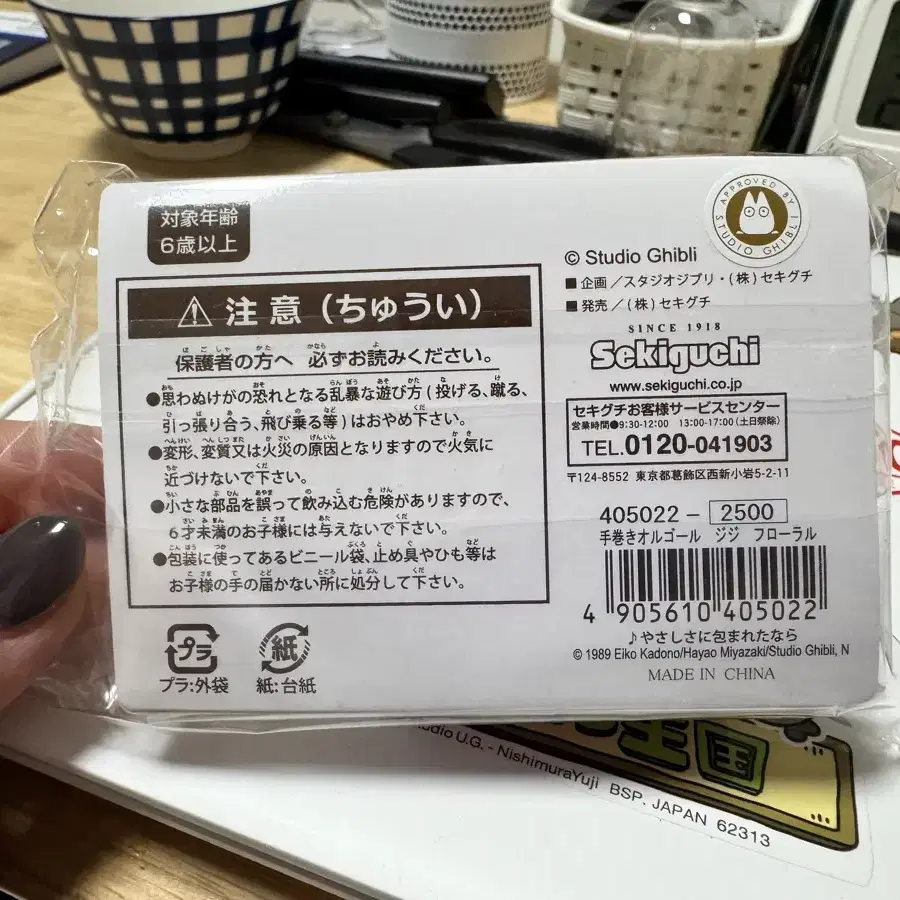 対象年齢
6歳以上
注意（ちゅうい）
保護者の方へ 必ずお読みください。
●思わぬけがの恐れとなる乱暴な遊び方(投げる、蹴る、
引っ張り合う、飛び乗る等)はおやめ下さい。
●変形、変質又は火災の原因となりますので火気に
近づけないで下さい。
●小さな部品を誤って飲み込む危険がありますので、
6才未満のお子様には与えないで下さい。
●包装に使ってあるビニール袋、止め具やひも等は
お子様の手の届かない所に処分して下さい。
プラ
プラ:外袋
紙
紙:台紙
APPROVED BY
STUDIO GHIBLI
© Studio Ghibli
■企画／スタジオジブリ・(株)セキグチ
■発売／(株)セキグチ
SINCE 1918
Sekiguchi
www.sekiguchi.co.jp
セキグチお客様サービスセンター
営業時間●9:30-12:00 13:00-17:00(土日祭除)
TEL.0120-041903
〒124-8552 東京都葛飾区西新小岩5-2-11
405022- 2500
手巻きオルゴール ジジ フローラル
4 905610 405022
♪やさしさに包まれたなら
© 1989 Eiko Kadono/Hayao Miyazaki/Studio Ghibli, N
MADE IN CHINA
王国
udio U.G. - NishimuraYuji BSP. JAPAN 62313